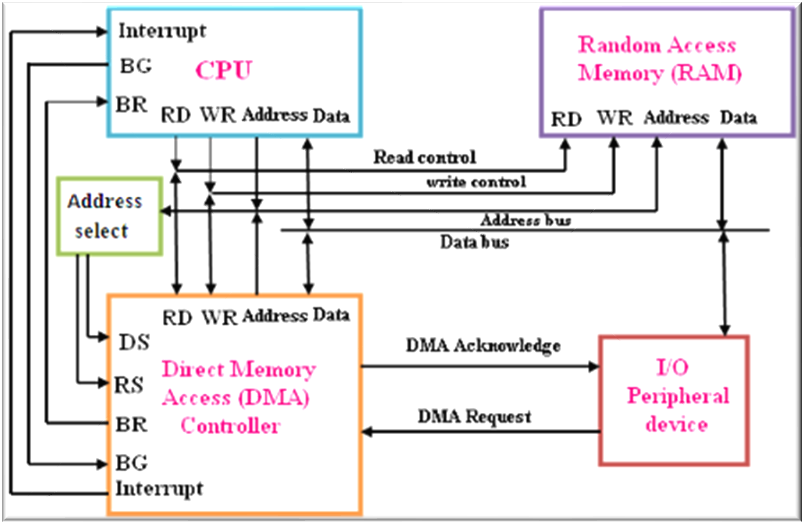 Interrupt
BG
CPU
BR
RD WR Address Data
Random Access
Memory (RAM)
RD WR Address Data
Read control
write control
Address bus
Data bus
Address
select
RD WR Address Data
DS
RS
BR
BG
Interrupt
Direct Memory
Access (DMA)
Controller
DMA Acknowledge
DMA Request
I/O
Peripheral
device